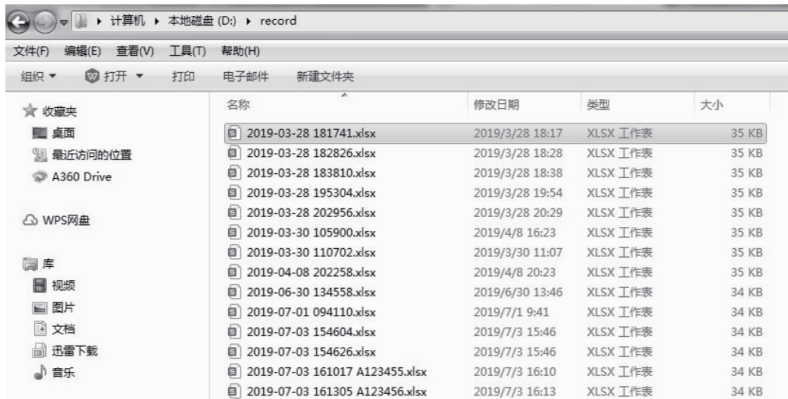 计算机 ▸ 本地磁盘 (D:) ▸ record
文件(F) 编辑(E) 查看(V) 工具(T) 帮助(H)
组织 打开 打印 电子邮件 新建文件夹
名称 修改日期 类型 大小
收藏夹
桌面
最近访问的位置
A360 Drive
WPS网盘
库
视频
图片
文档
迅雷下载
音乐
2019-03-28 181741.xlsx 2019/3/28 18:17 XLSX 工作表 35 KB
2019-03-28 182826.xlsx 2019/3/28 18:28 XLSX 工作表 35 KB
2019-03-28 183810.xlsx 2019/3/28 18:38 XLSX 工作表 35 KB
2019-03-28 195304.xlsx 2019/3/28 19:54 XLSX 工作表 35 KB
2019-03-28 202956.xlsx 2019/3/28 20:29 XLSX 工作表 35 KB
2019-03-30 105900.xlsx 2019/4/8 16:23 XLSX 工作表 35 KB
2019-03-30 110702.xlsx 2019/3/30 11:07 XLSX 工作表 35 KB
2019-04-08 202258.xlsx 2019/4/8 20:23 XLSX 工作表 35 KB
2019-06-30 134558.xlsx 2019/6/30 13:46 XLSX 工作表 34 KB
2019-07-01 094110.xlsx 2019/7/1 9:41 XLSX 工作表 34 KB
2019-07-03 154604.xlsx 2019/7/3 15:46 XLSX 工作表 34 KB
2019-07-03 154626.xlsx 2019/7/3 15:46 XLSX 工作表 34 KB
2019-07-03 161017 A123455.xlsx 2019/7/3 16:10 XLSX 工作表 34 KB
2019-07-03 161305 A123456.xlsx 2019/7/3 16:13 XLSX 工作表 34 KB